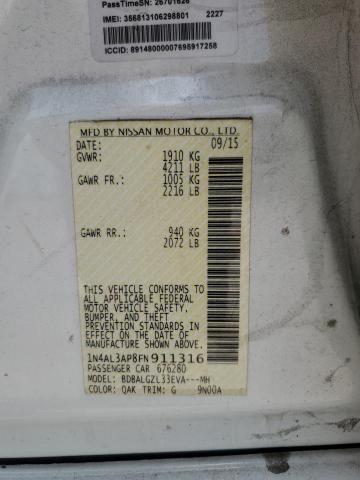 PassTimeSN: 26701626
IMEI: 356813106298801 2227
ICCID: 89148000007695917258
MFD BY NISSAN MOTOR CO., LTD.
DATE: 09/15
GVWR: 1910 KG
4211 LB
GAWR FR.: 1005 KG
2216 LB
GAWR RR.: 940 KG
2072 LB
THIS VEHICLE CONFORMS TO
ALL APPLICABLE FEDERAL
MOTOR VEHICLE SAFETY,
BUMPER, AND THEFT
PREVENTION STANDARDS
IN EFFECT ON THE DATE OF
MANUFACTURE SHOWN ABOVE.
1N4AL3AP8FN911316
PASSENGER CAR 676280
MODEL: BDBALGZL33EVA---MH
COLOR: QAK TRIM: G 9N00A